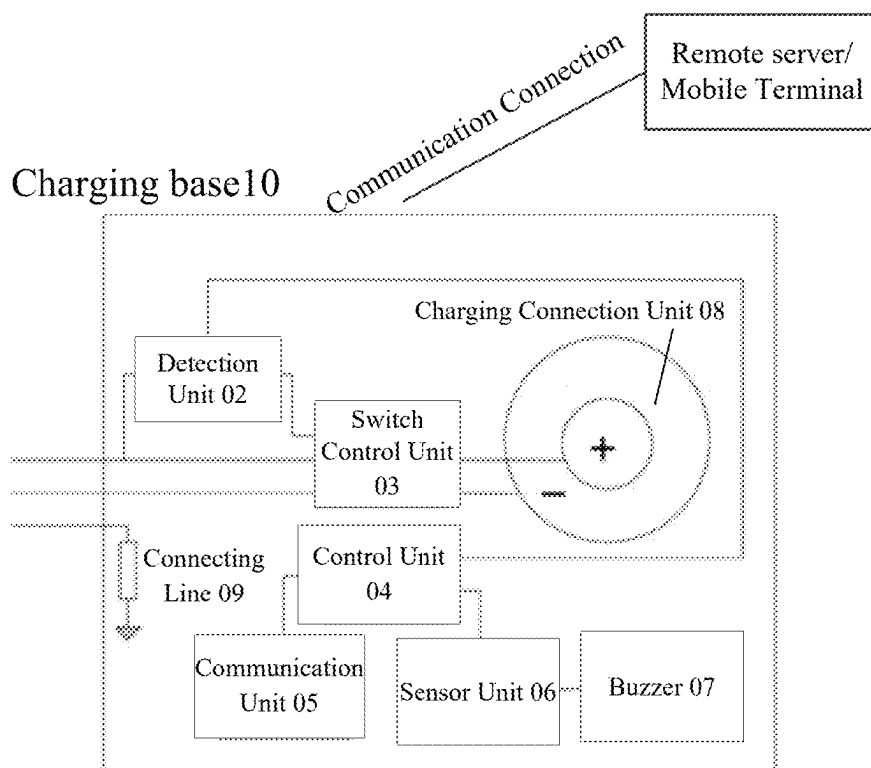 Remote server/
Mobile Terminal
Communication Connection
Charging base10
Charging Connection Unit 08
Detection
Unit 02
Switch
Control Unit
03
+
−
Connecting
Line 09
Control Unit
04
Communication
Unit 05
Sensor Unit 06
Buzzer 07